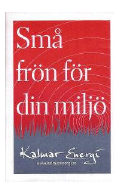 Små
frön för
din miljö
Kalmar Energi